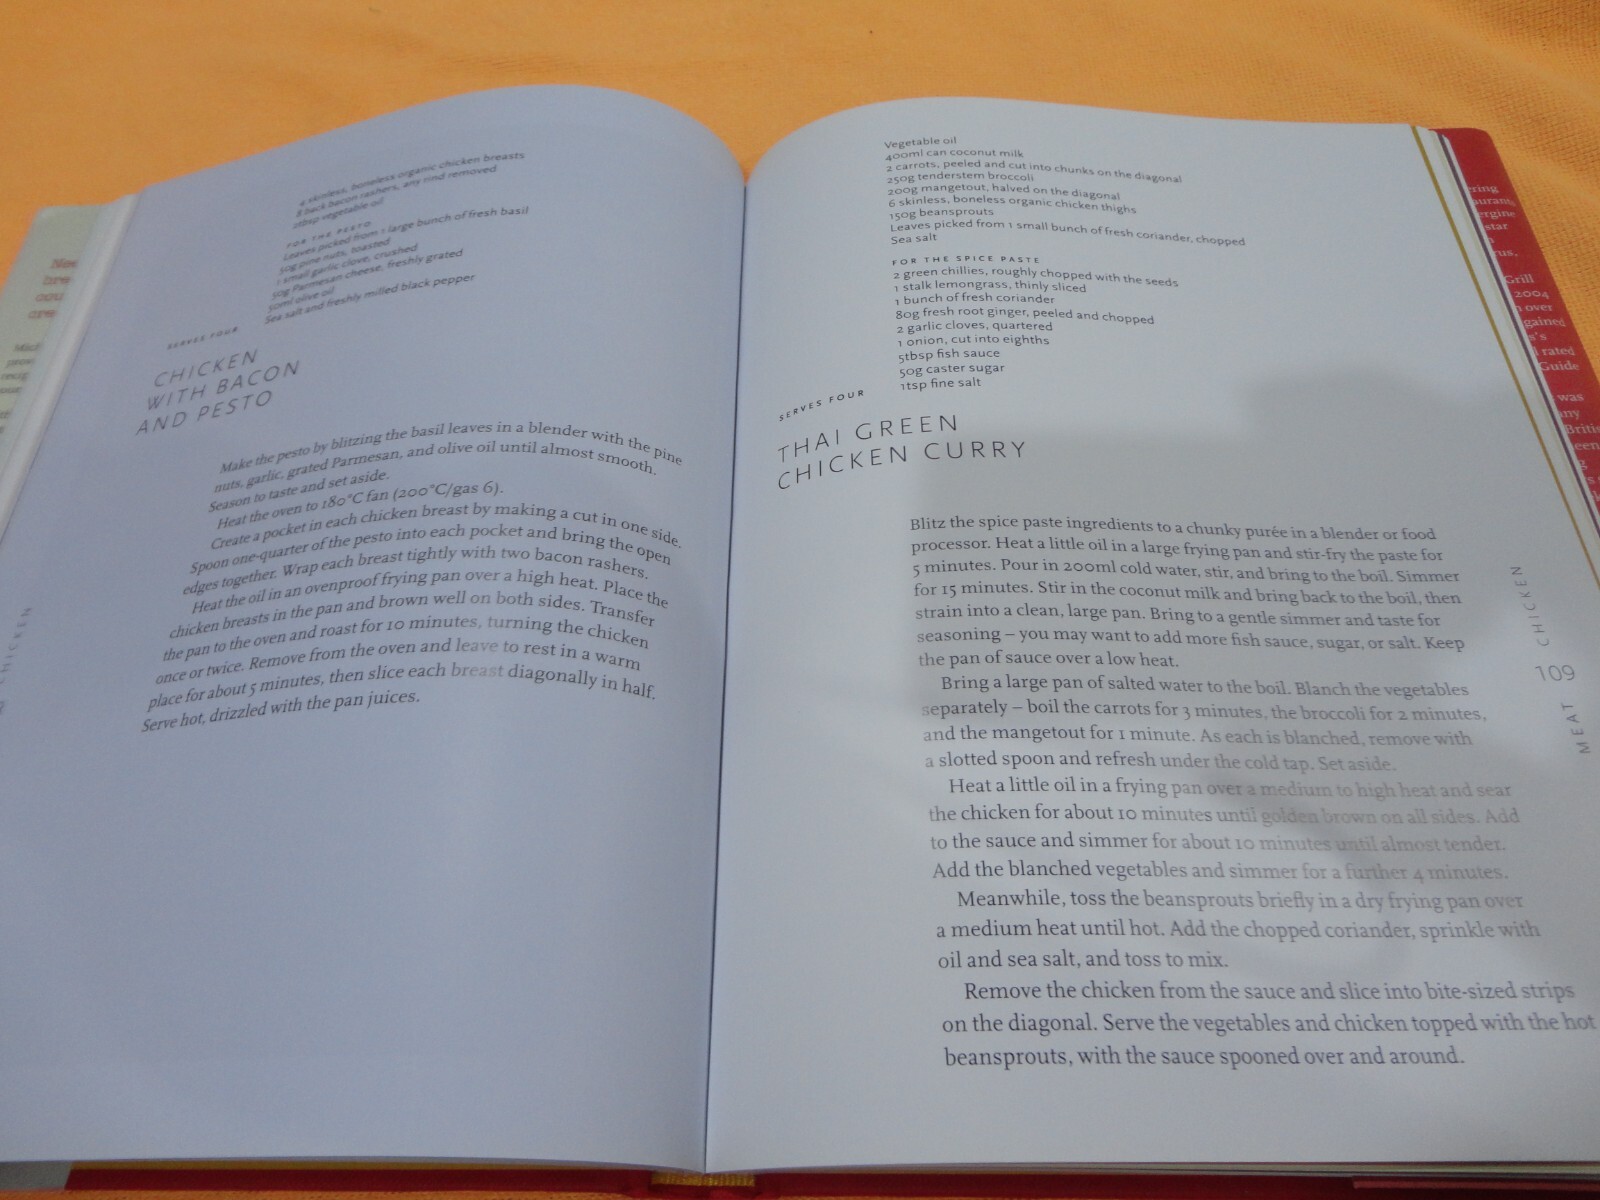 4 skinless, boneless organic chicken breasts
8 back bacon rashers, any rind removed
2tbsp vegetable oil
FOR THE PESTO
Leaves picked from 1 large bunch of fresh basil
50g pine nuts, toasted
1 small garlic clove, crushed
50g Parmesan cheese, freshly grated
50ml olive oil
Sea salt and freshly milled black pepper
SERVES FOUR
CHICKEN
WITH BACON
AND PESTO
Make the pesto by blitzing the basil leaves in a blender with the pine
nuts, garlic, grated Parmesan, and olive oil until almost smooth.
Season to taste and set aside.
Heat the oven to 180°C fan (200°C/gas 6).
Create a pocket in each chicken breast by making a cut in one side.
Spoon one-quarter of the pesto into each pocket and bring the open
edges together. Wrap each breast tightly with two bacon rashers.
Heat the oil in an ovenproof frying pan over a high heat. Place the
chicken breasts in the pan and brown well on both sides. Transfer
the pan to the oven and roast for 10 minutes, turning the chicken
once or twice. Remove from the oven and leave to rest in a warm
place for about 5 minutes, then slice each breast diagonally in half.
Serve hot, drizzled with the pan juices.
CHICKEN
Vegetable oil
400ml can coconut milk
2 carrots, peeled and cut into chunks on the diagonal
250g tenderstem broccoli
200g mangetout, halved on the diagonal
6 skinless, boneless organic chicken thighs
150g beansprouts
Leaves picked from 1 small bunch of fresh coriander, chopped
Sea salt
FOR THE SPICE PASTE
2 green chillies, roughly chopped with the seeds
1 stalk lemongrass, thinly sliced
1 bunch of fresh coriander
80g fresh root ginger, peeled and chopped
2 garlic cloves, quartered
1 onion, cut into eighths
5tbsp fish sauce
50g caster sugar
1tsp fine salt
SERVES FOUR
THAI GREEN
CHICKEN CURRY
Blitz the spice paste ingredients to a chunky purée in a blender or food
processor. Heat a little oil in a large frying pan and stir-fry the paste for
5 minutes. Pour in 200ml cold water, stir, and bring to the boil. Simmer
for 15 minutes. Stir in the coconut milk and bring back to the boil, then
strain into a clean, large pan. Bring to a gentle simmer and taste for
seasoning – you may want to add more fish sauce, sugar, or salt. Keep
the pan of sauce over a low heat.
Bring a large pan of salted water to the boil. Blanch the vegetables
separately – boil the carrots for 3 minutes, the broccoli for 2 minutes,
and the mangetout for 1 minute. As each is blanched, remove with
a slotted spoon and refresh under the cold tap. Set aside.
Heat a little oil in a frying pan over a medium to high heat and sear
the chicken for about 10 minutes until golden brown on all sides. Add
to the sauce and simmer for about 10 minutes until almost tender.
Add the blanched vegetables and simmer for a further 4 minutes.
Meanwhile, toss the beansprouts briefly in a dry frying pan over
a medium heat until hot. Add the chopped coriander, sprinkle with
oil and sea salt, and toss to mix.
Remove the chicken from the sauce and slice into bite-sized strips
on the diagonal. Serve the vegetables and chicken topped with the hot
beansprouts, with the sauce spooned over and around.
CHICKEN
109
MEAT
star
Grill
2004
over
gained
rated
Guide
was